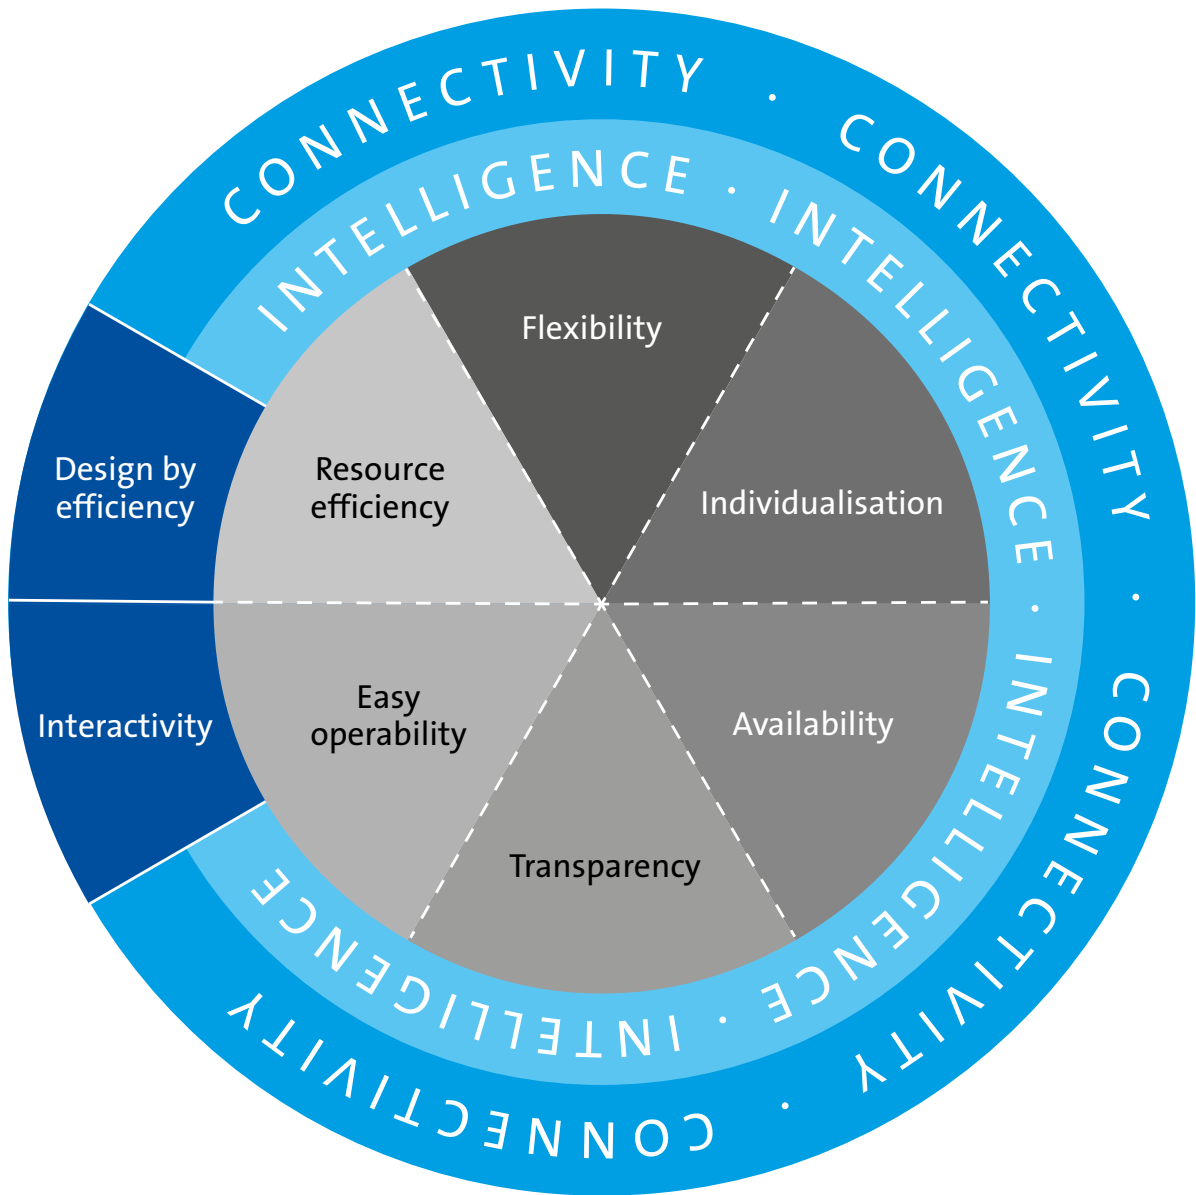 CONNECTIVITY · CONNECTIVITY · CONNECTIVITY · CONNECTIVITY
INTELLIGENCE · INTELLIGENCE · INTELLIGENCE · INTELLIGENCE
Flexibility
Individualisation
Availability
Transparency
Easy
operability
Resource
efficiency
Design by
efficiency
Interactivity